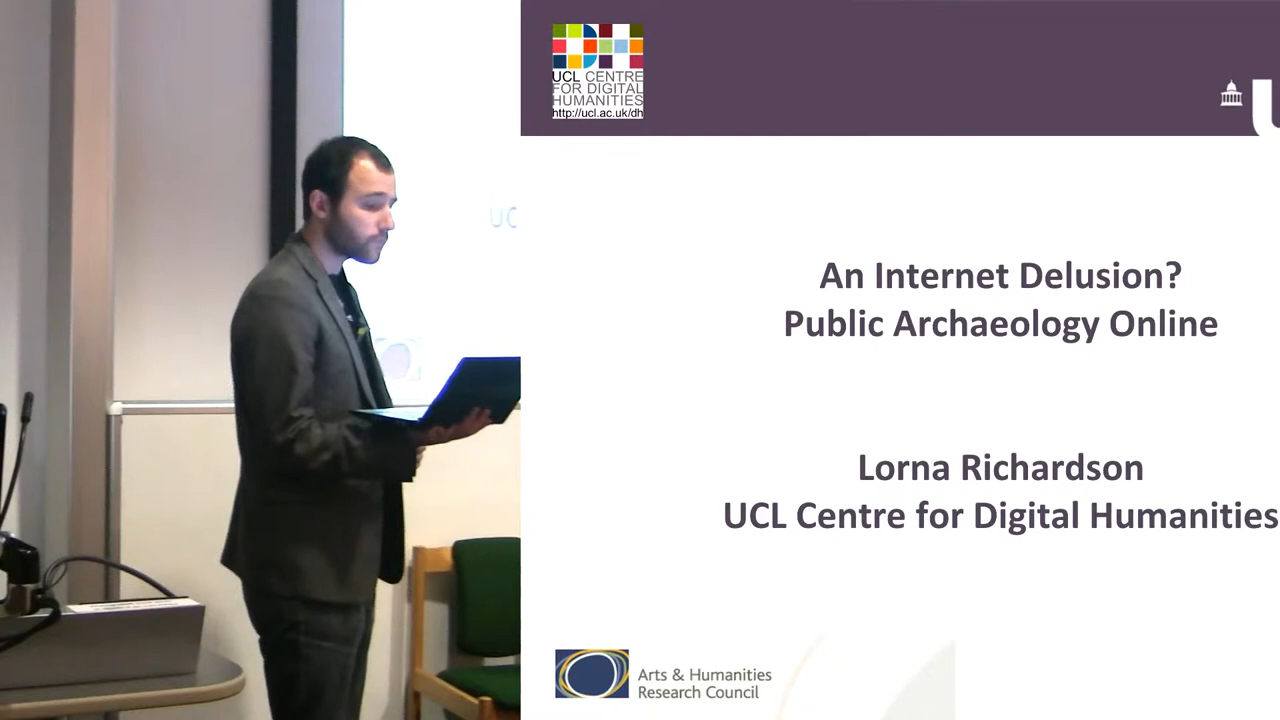 UCL CENTRE
FOR DIGITAL
HUMANITIES
http://ucl.ac.uk/dh
An Internet Delusion?
Public Archaeology Online
Lorna Richardson
UCL Centre for Digital Humanities
Arts & Humanities
Research Council
UC